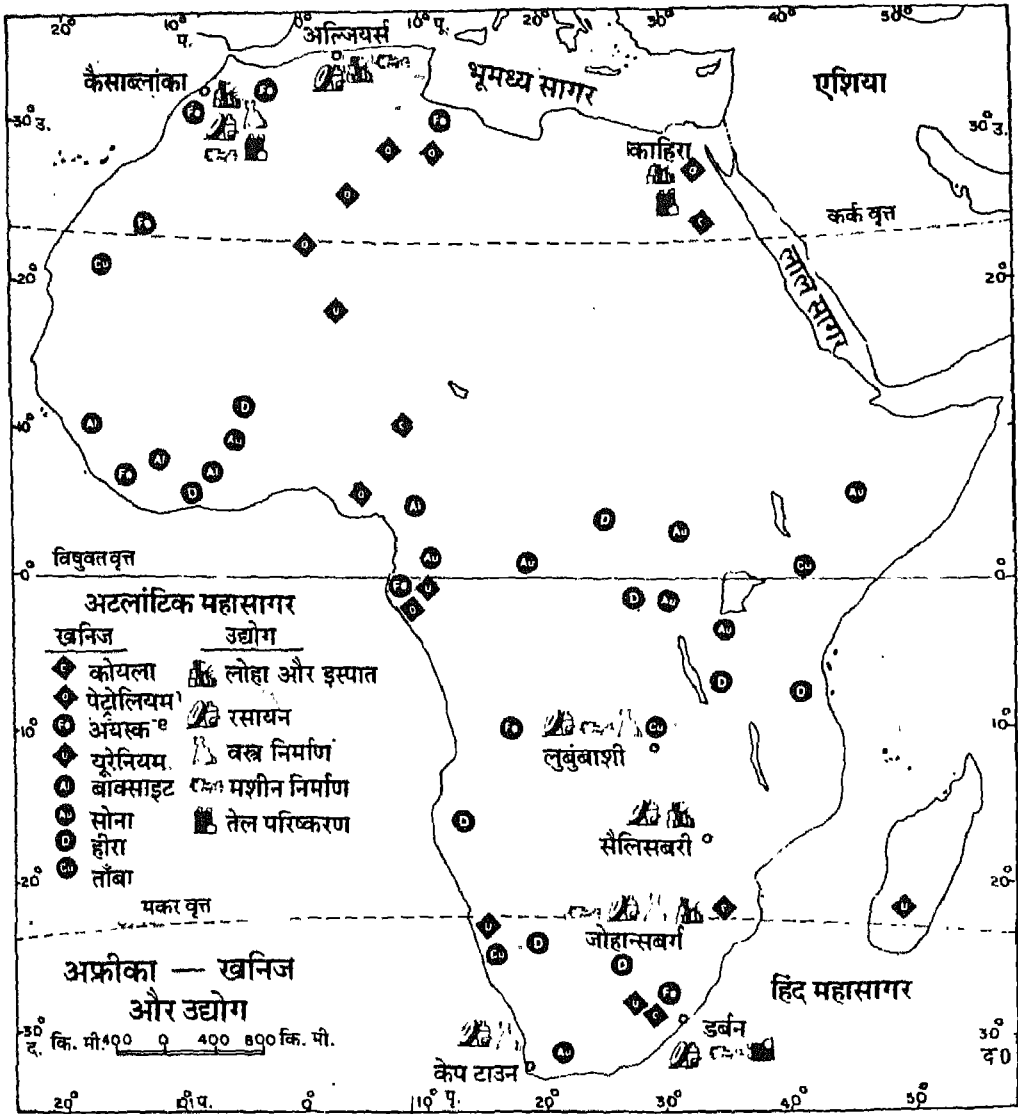 20° 0° 10° पू. 20° 30° 40° 50°
प.
अल्जियर्स
कैसाब्लांका
भूमध्य सागर
एशिया
30° उ.
30° उ.
काहिरा
कर्क वृत्त
लाल सागर
20°
20°
10°
विषुवत वृत्त
0°
0°
अटलांटिक महासागर
खनिज
उद्योग
कोयला
पेट्रोलियम
अयस्क
यूरेनियम
बाक्साइट
सोना
हीरा
ताँबा
लोहा और इस्पात
रसायन
वस्त्र निर्माण
मशीन निर्माण
तेल परिष्करण
लुबुंबाशी
10°
सैलिसबरी
20°
20°
मकर वृत्त
जोहान्सबर्ग
अफ्रीका — खनिज
और उद्योग
हिंद महासागर
30°
द.
कि. मी. 400 0 400 800 कि. मी.
डर्बन
30°
द0
केप टाउन
20° 10° प. 0° 10° पू. 20° 30° 40° 50°